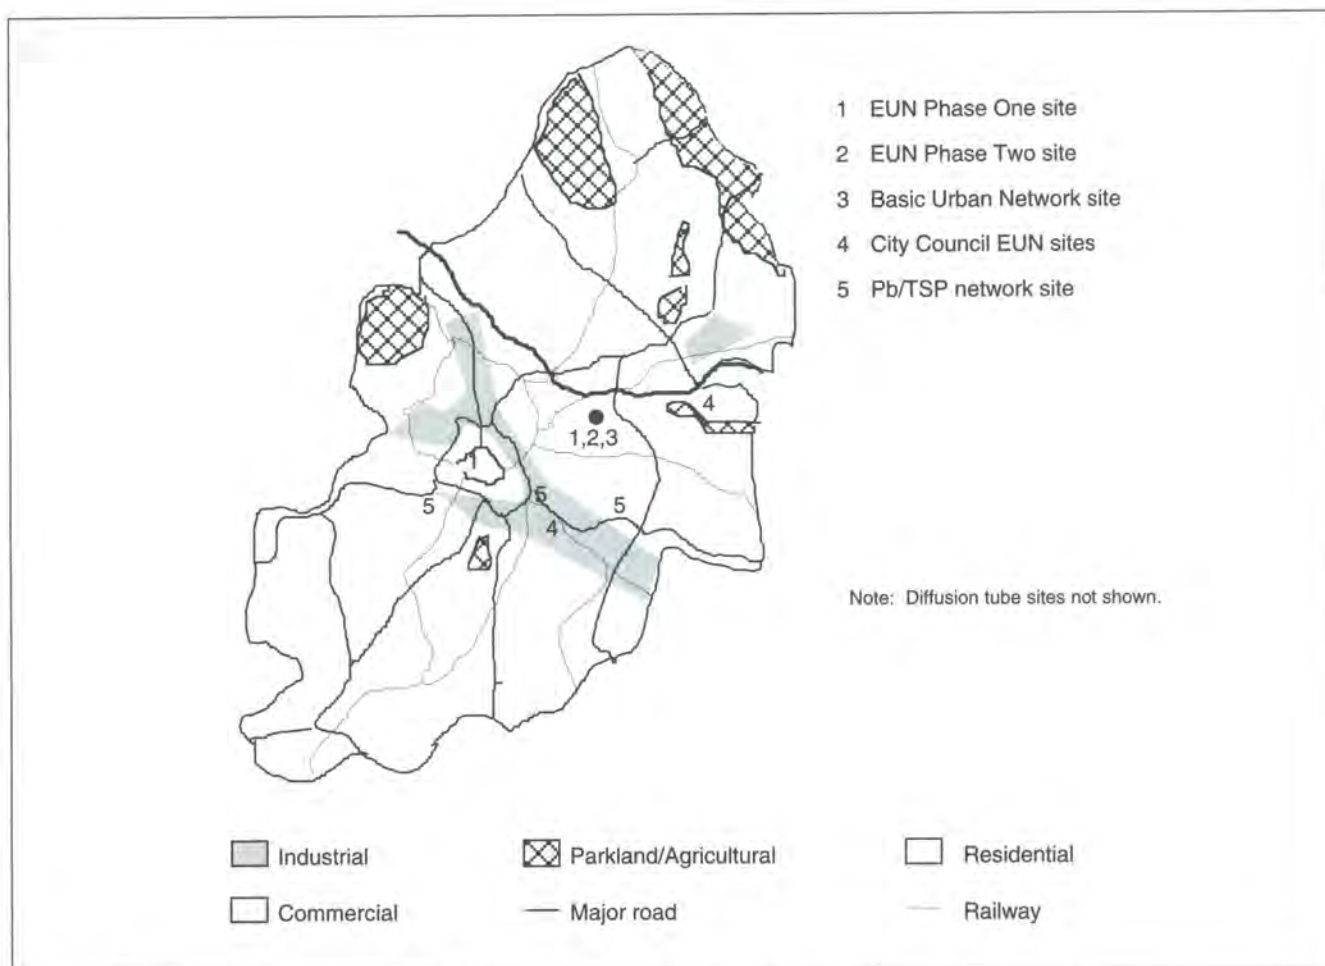 1 EUN Phase One site
2 EUN Phase Two site
3 Basic Urban Network site
4 City Council EUN sites
5 Pb/TSP network site
4
1,2,3
1
5
5
5
4
Note: Diffusion tube sites not shown.
Industrial
Parkland/Agricultural
Residential
Commercial
Major road
Railway